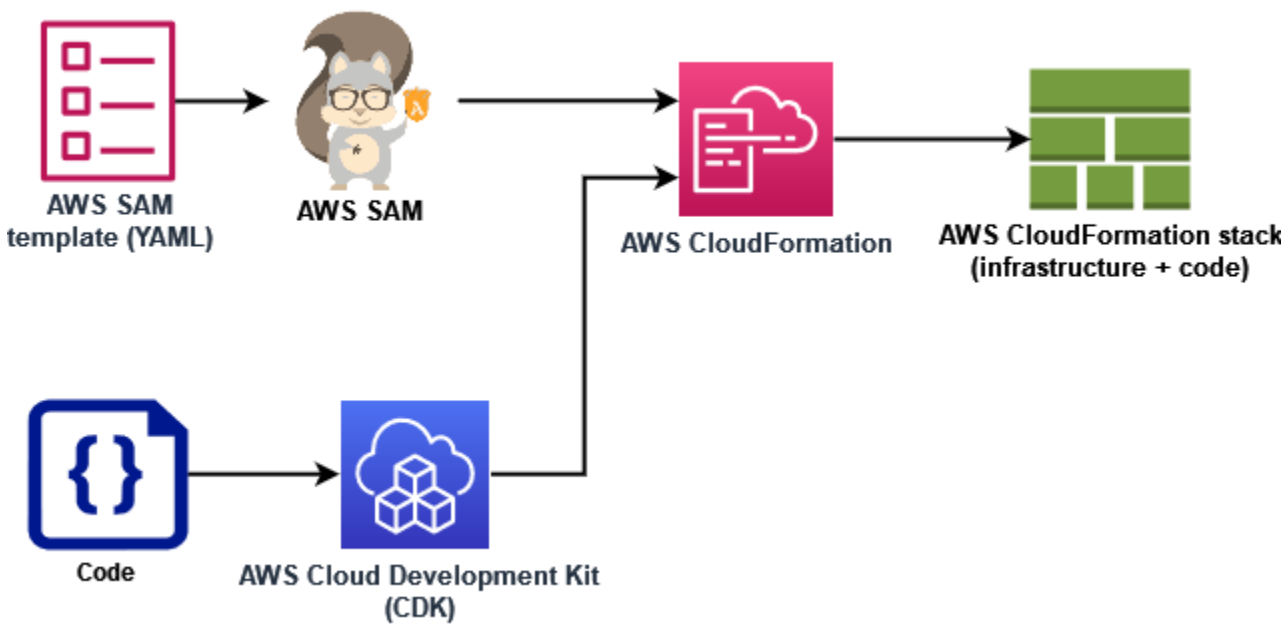 AWS SAM
template (YAML)
AWS SAM
AWS CloudFormation
AWS CloudFormation stack
(infrastructure + code)
{}
Code
AWS Cloud Development Kit
(CDK)